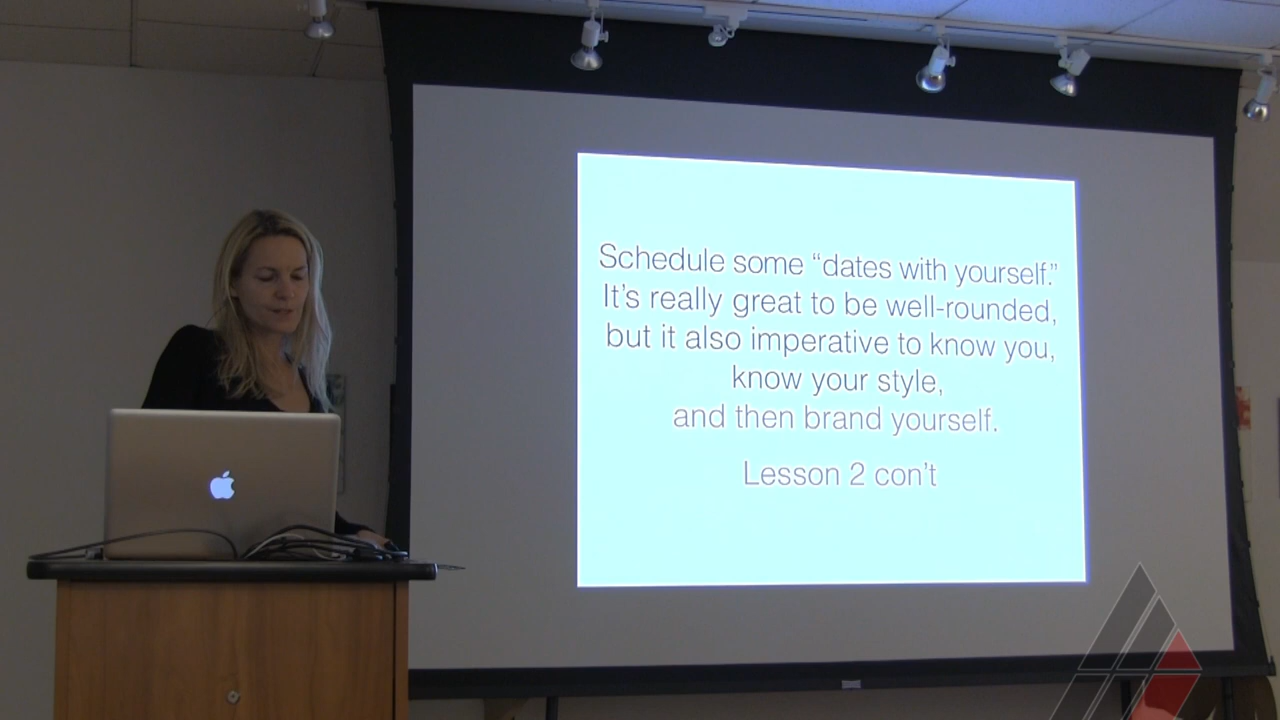 Schedule some “dates with yourself.”
It’s really great to be well-rounded,
but it also imperative to know you,
know your style,
and then brand yourself.
Lesson 2 con’t